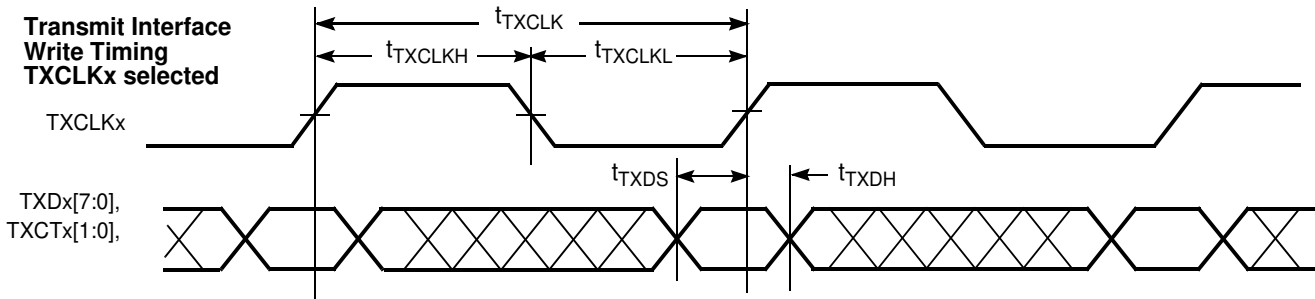 Transmit Interface
Write Timing
TXCLKx selected
tTXCLK
tTXCLKH
tTXCLKL
TXCLKx
tTXDS
tTXDH
TXDx[7:0],
TXCTx[1:0],